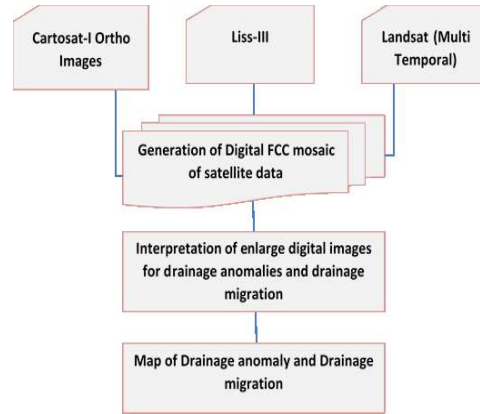 Cartosat-I Ortho
Images
Liss-III
Landsat (Multi
Temporal)
Generation of Digital FCC mosaic
of satellite data
Interpretation of enlarge digital images
for drainage anomalies and drainage
migration
Map of Drainage anomaly and Drainage
migration